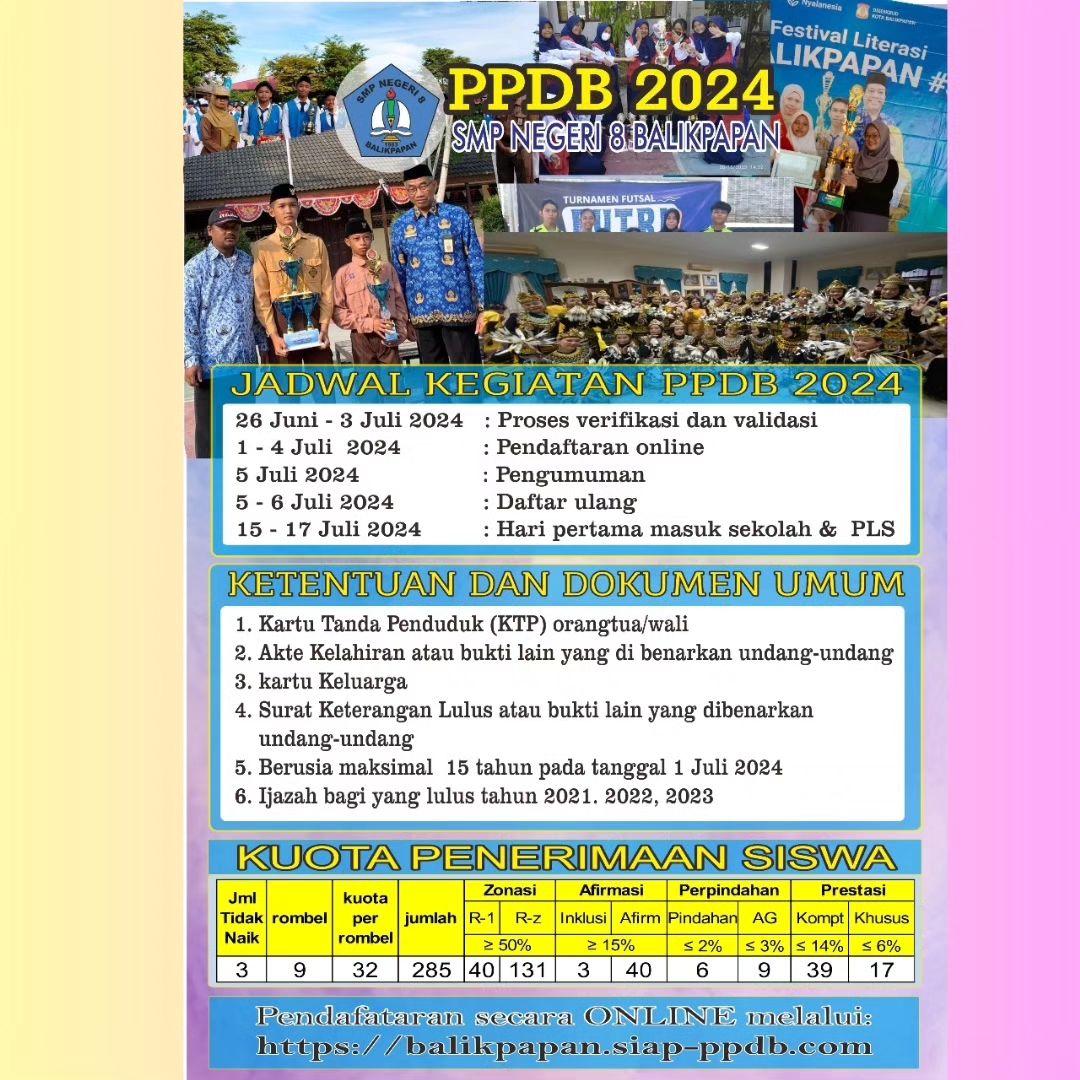 Nyalanesia
DISDIKBUD
KOTA BALIKPAPAN
Festival Literasi
ALIKPAPAN #
SMP NEGERI 8
1983
BALIKPAPAN
PPDB 2024
SMP NEGERI 8 BALIKPAPAN
TURNAMEN FUTSAL
JADWAL KEGIATAN PPDB 2024
26 Juni - 3 Juli 2024 : Proses verifikasi dan validasi
1 - 4 Juli 2024 : Pendaftaran online
5 Juli 2024 : Pengumuman
5 - 6 Juli 2024 : Daftar ulang
15 - 17 Juli 2024 : Hari pertama masuk sekolah & PLS
KETENTUAN DAN DOKUMEN UMUM
1. Kartu Tanda Penduduk (KTP) orangtua/wali
2. Akte Kelahiran atau bukti lain yang di benarkan undang-undang
3. kartu Keluarga
4. Surat Keterangan Lulus atau bukti lain yang dibenarkan
undang-undang
5. Berusia maksimal 15 tahun pada tanggal 1 Juli 2024
6. Ijazah bagi yang lulus tahun 2021. 2022, 2023
KUOTA PENERIMAAN SISWA
Jml Tidak Naik rombel kuota per rombel jumlah Zonasi Afirmasi Perpindahan Prestasi
R-1 R-z Inklusi Afirm Pindahan AG Kompt Khusus
≥ 50% ≥ 15% ≤ 2% ≤ 3% ≤ 14% ≤ 6%
3 9 32 285 40 131 3 40 6 9 39 17
Pendafataran secara ONLINE melalui:
https://balikpapan.siap-ppdb.com